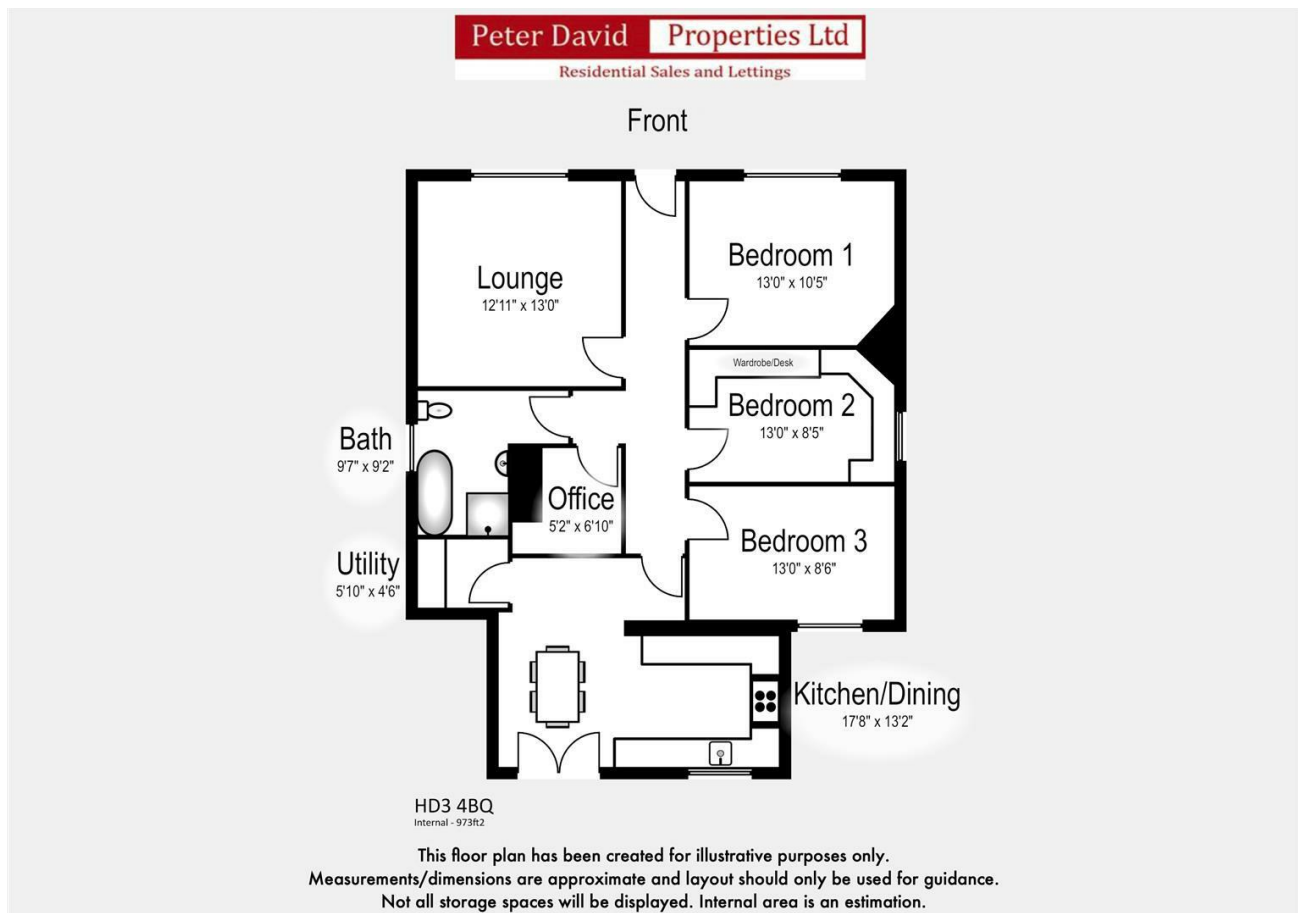 Peter David Properties Ltd
Residential Sales and Lettings
Front
Lounge
12'11" x 13'0"
Bedroom 1
13'0" x 10'5"
Wardrobe/Desk
Bedroom 2
13'0" x 8'5"
Bath
9'7" x 9'2"
Office
5'2" x 6'10"
Bedroom 3
13'0" x 8'6"
Utility
5'10" x 4'6"
Kitchen/Dining
17'8" x 13'2"
HD3 4BQ
Internal - 973ft2
This floor plan has been created for illustrative purposes only.
Measurements/dimensions are approximate and layout should only be used for guidance.
Not all storage spaces will be displayed. Internal area is an estimation.